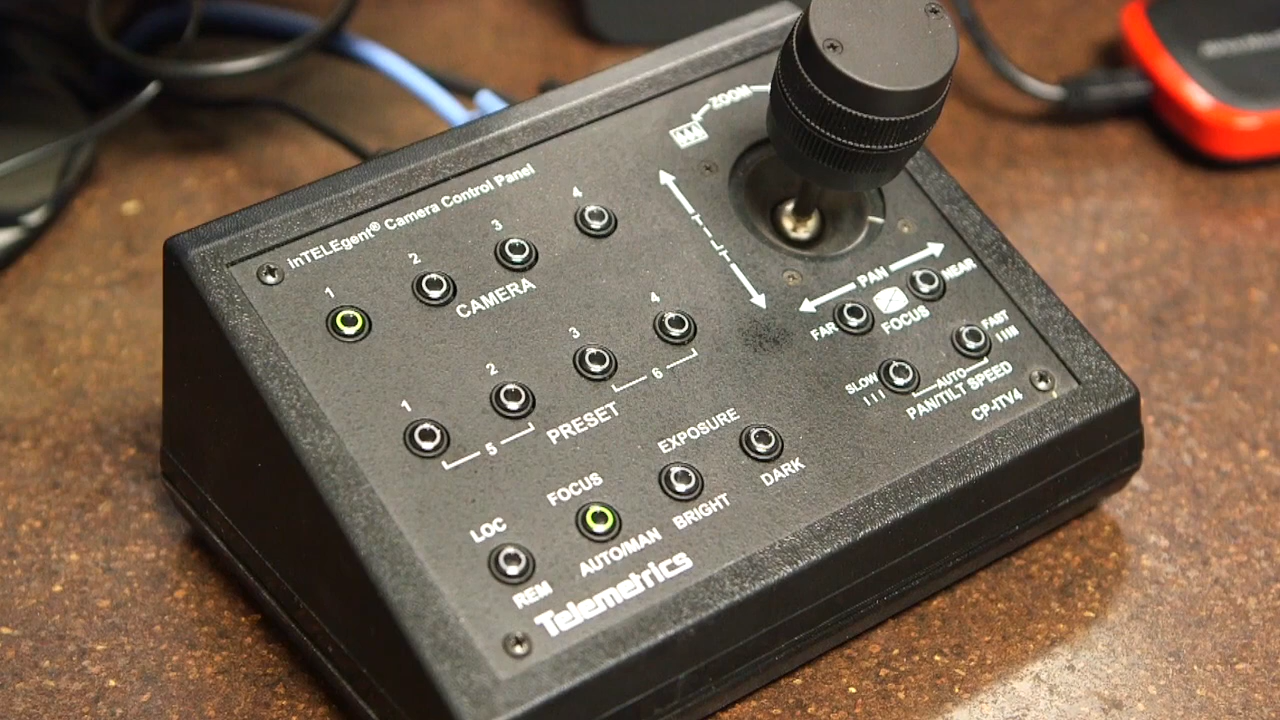 inTELEgent® Camera Control Panel
ZOOM
1 2 3 4
CAMERA
PAN
FAR NEAR
FOCUS
1 2 3 4
5 6
PRESET
SLOW FAST
AUTO
PAN/TILT SPEED
CP-ITV4
EXPOSURE
BRIGHT DARK
FOCUS
AUTO/MAN
LOC
REM
Telemetrics